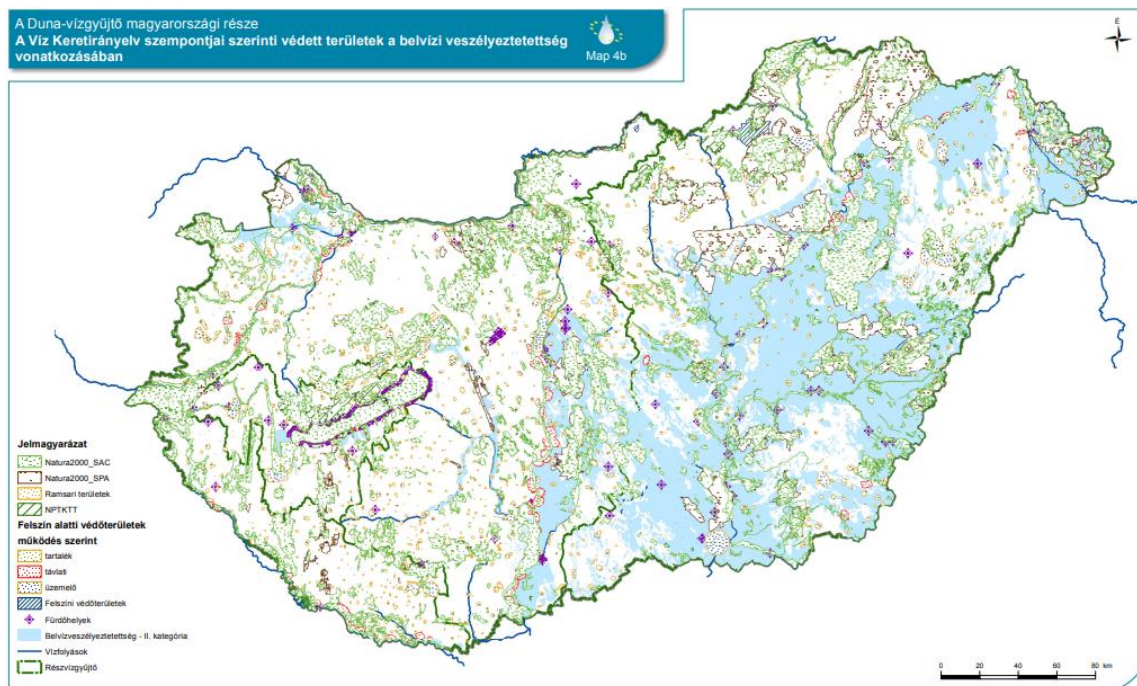 A Duna-vízgyűjtő magyarországi része
A Víz Keretirányelv szempontjai szerinti védett területek a belvízi veszélyeztetettség
vonatkozásában
Map 4b
É
Jelmagyarázat
Natura2000_SAC
Natura2000_SPA
Ramsari területek
NPTKTT
Felszín alatti védőterületek
működés szerint
tartalék
távlati
üzemelő
Felszíni védőterületek
Fürdőhelyek
Belvízveszélyeztetettség - II. kategória
Vízfolyások
Részvízgyűjtő
0 20 40 60 80 km